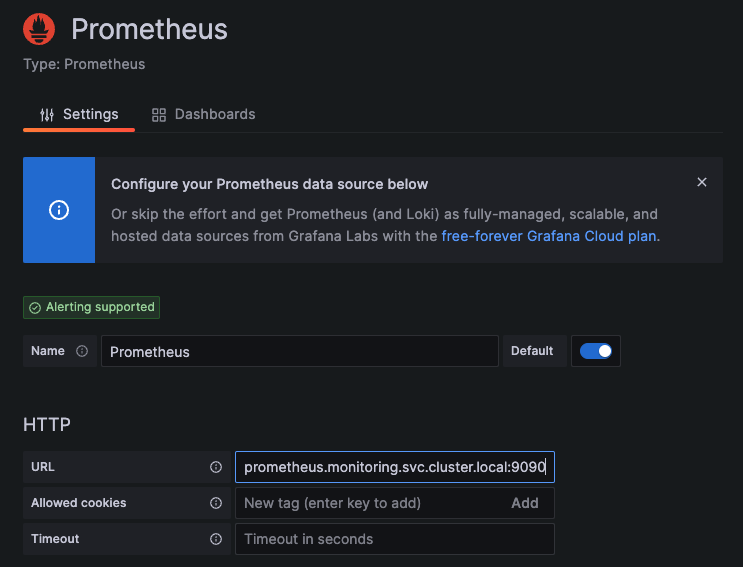 Prometheus
Type: Prometheus
Settings Dashboards
Configure your Prometheus data source below
Or skip the effort and get Prometheus (and Loki) as fully-managed, scalable, and
hosted data sources from Grafana Labs with the free-forever Grafana Cloud plan.
Alerting supported
Name Prometheus Default
HTTP
URL prometheus.monitoring.svc.cluster.local:9090
Allowed cookies New tag (enter key to add) Add
Timeout Timeout in seconds